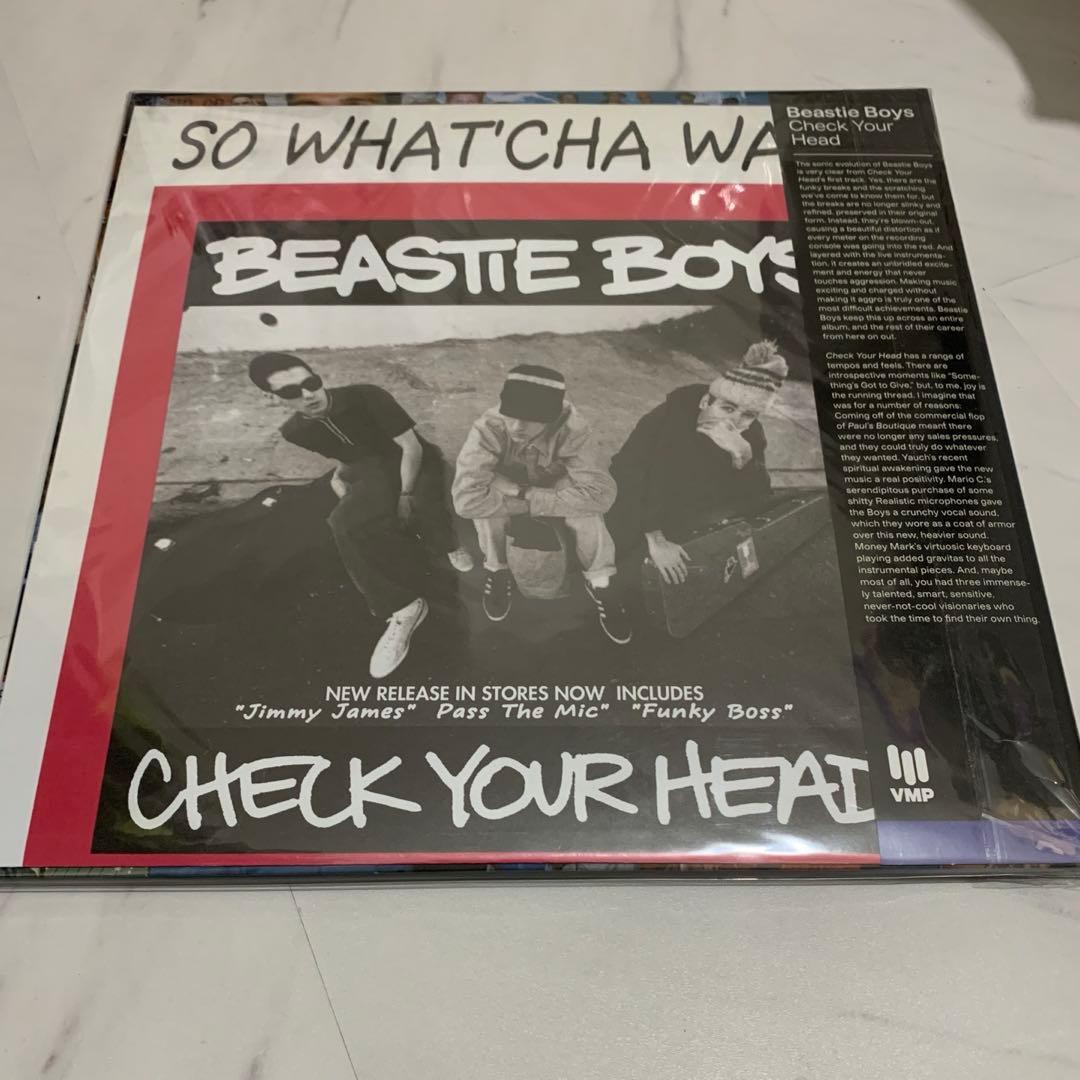 SO WHAT'CHA WA
BEASTIE BOYS
NEW RELEASE IN STORES NOW INCLUDES
"Jimmy James" Pass The Mic" "Funky Boss"
CHECK YOUR HEAD
Beastie Boys
Check Your
Head
The sonic evolution of Beastie Boys
is very clear from Check Your
Head's first track. Yes, there are the
funky breaks and the scratching
we've come to know them for, but
the breaks are no longer slinky and
refined, preserved in their original
form. Instead, they're blown-out,
causing a beautiful distortion as if
every meter on the recording
console was going into the red. And
layered with the live instrumenta-
tion, it creates an unbridled excite-
ment and energy that never
touches aggression. Making music
exciting and charged without
making it aggro is truly one of the
most difficult achievements. Beastie
Boys keep this up across an entire
album, and the rest of their career
from here on out.
Check Your Head has a range of
tempos and feels. There are
introspective moments like "Some-
thing's Got to Give," but, to me, joy is
the running thread. I imagine that
was for a number of reasons:
Coming off of the commercial flop
of Paul's Boutique meant there
were no longer any sales pressures,
and they could truly do whatever
they wanted. Yauch's recent
spiritual awakening gave the new
music a real positivity. Mario C.'s
serendipitous purchase of some
shitty Realistic microphones gave
the Boys a crunchy vocal sound,
which they wore as a coat of armor
over this new, heavier sound.
Money Mark's virtuosic keyboard
playing added gravitas to all the
instrumental pieces. And, maybe
most of all, you had three immense-
ly talented, smart, sensitive,
never-not-cool visionaries who
took the time to find their own thing.
VMP